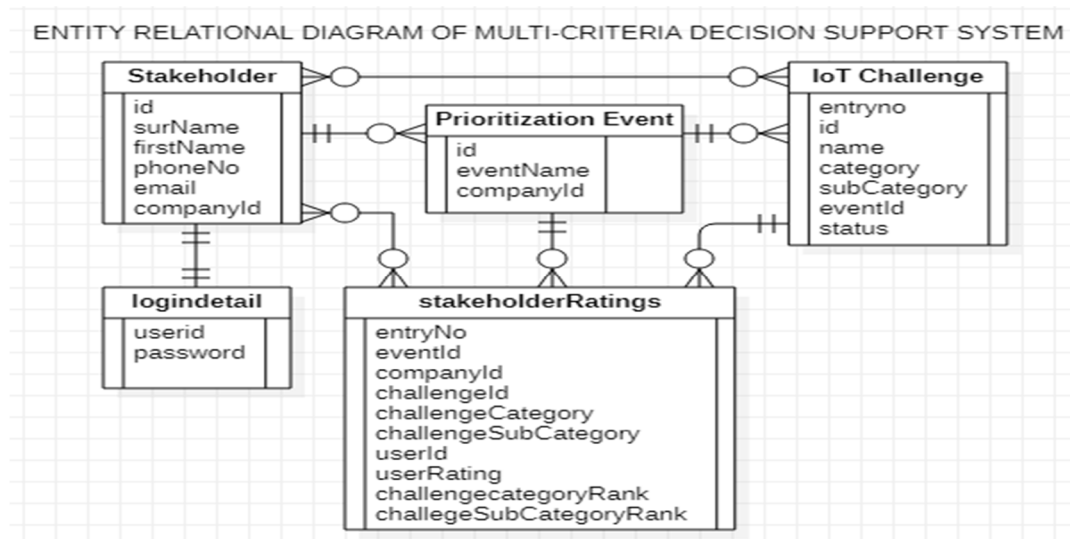 ENTITY RELATIONAL DIAGRAM OF MULTI-CRITERIA DECISION SUPPORT SYSTEM
Stakeholder
id
surName
firstName
phoneNo
email
companyId
Prioritization Event
id
eventName
companyId
IoT Challenge
entryno
id
name
category
subCategory
eventId
status
logindetail
userid
password
stakeholderRatings
entryNo
eventId
companyId
challengeId
challengeCategory
challengeSubCategory
userId
userRating
challengecategoryRank
challegeSubCategoryRank